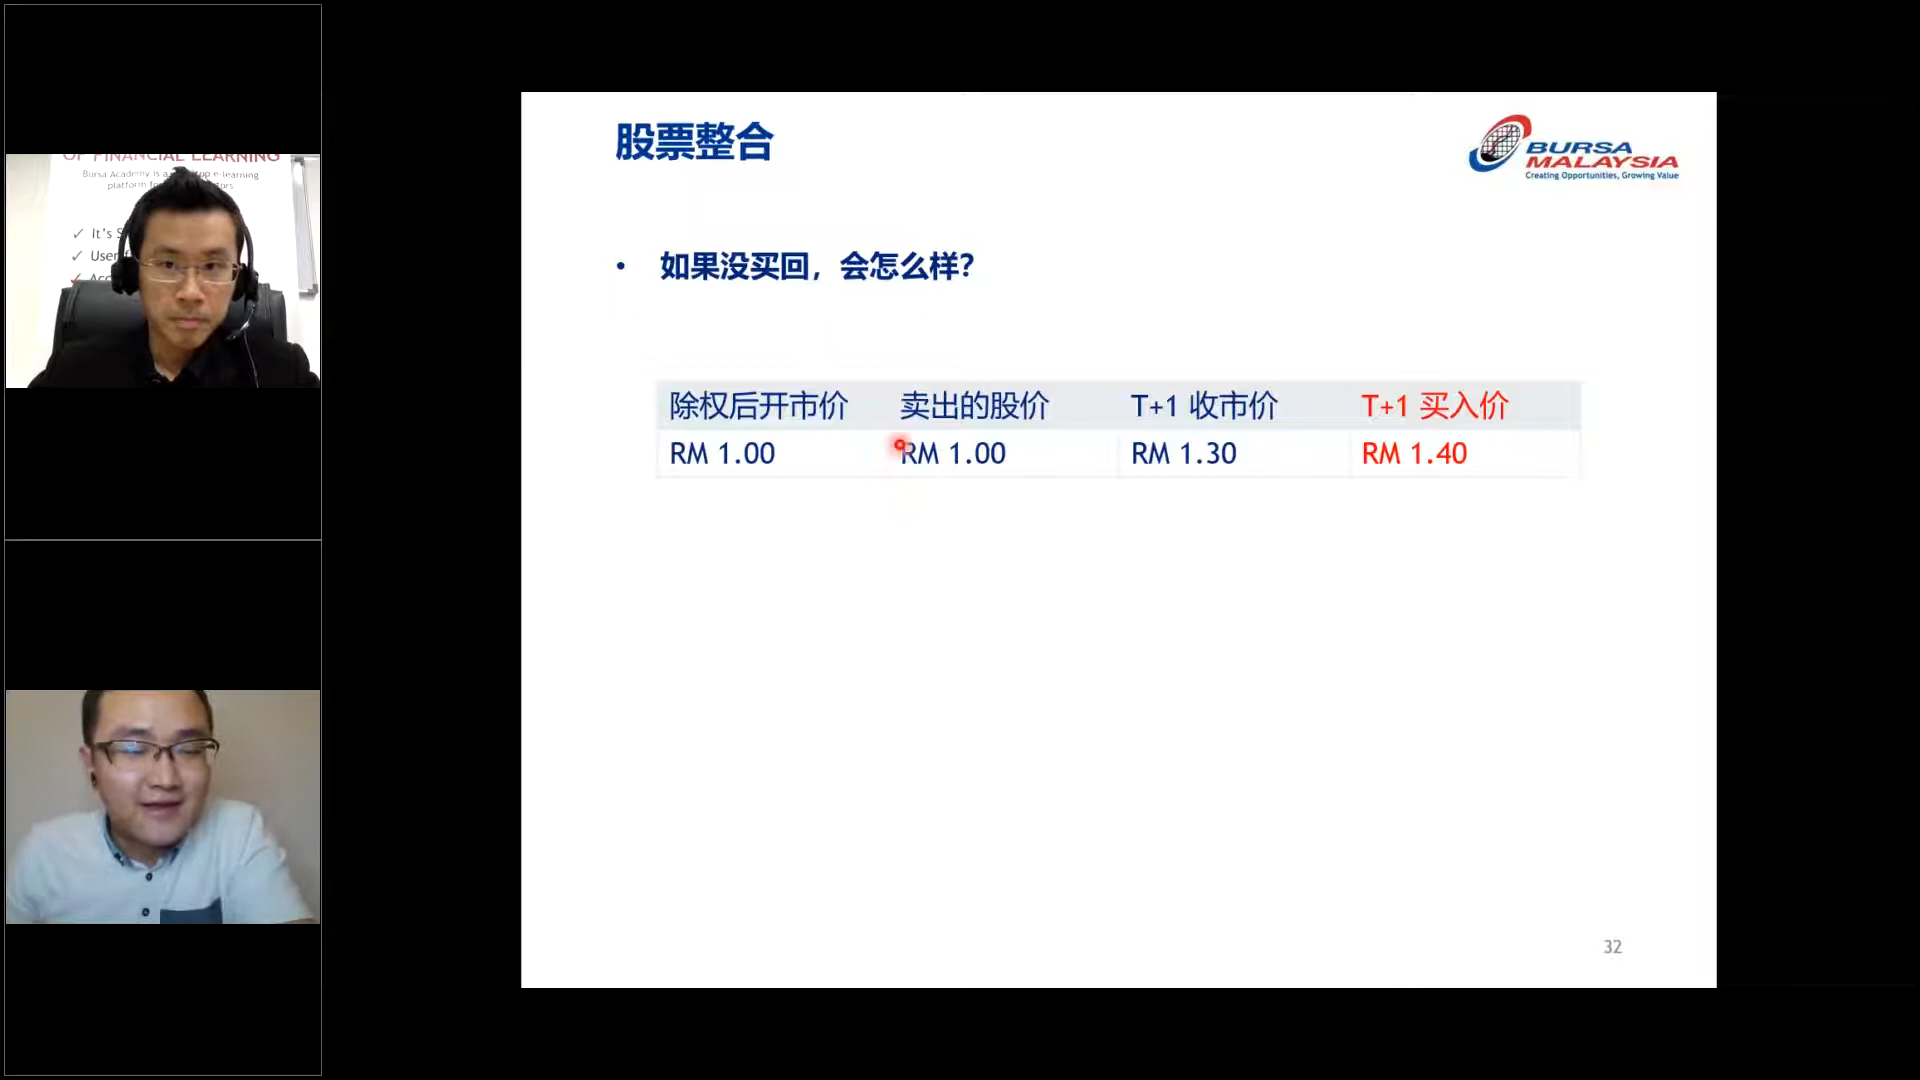 OF FINANCIAL LEARNING
Bursa Academy is a
top e-learning
platform
It's
User
股票整合
BURSA
MALAYSIA
Creating Opportunities, Growing Value
• 如果没买回，会怎么样？
除权后开市价 卖出的股价 T+1 收市价 T+1 买入价
RM 1.00 RM 1.00 RM 1.30 RM 1.40
32